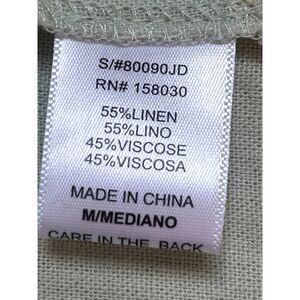 S/#80090JD
RN# 158030
55%LINEN
55%LINO
45%VISCOSE
45%VISCOSA
MADE IN CHINA
M/MEDIANO
CARE IN THE BACK